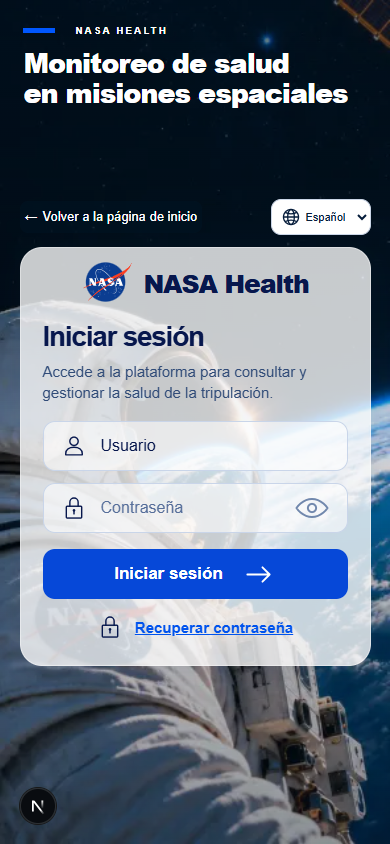 NASA HEALTH
Monitoreo de salud
en misiones espaciales
← Volver a la página de inicio
Español
NASA
NASA Health
Iniciar sesión
Accede a la plataforma para consultar y
gestionar la salud de la tripulación.
Usuario
Contraseña
Iniciar sesión →
Recuperar contraseña
NASA
N